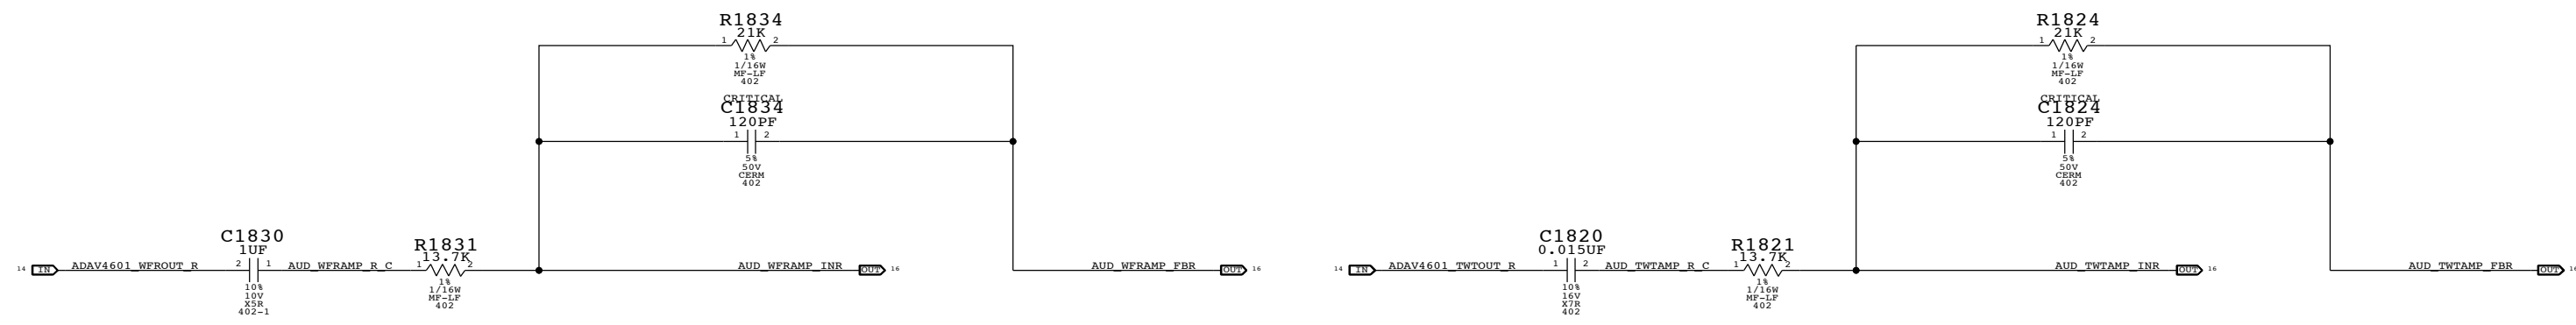 R1834
21K
1 2
1%
1/16W
MF-LF
402
CRITICAL
C1834
120PF
1 2
5%
50V
CERM
402
14 IN ADAV4601_WFROUT_R
C1830
1UF
2 1
10%
10V
X5R
402-1
AUD_WFRAMP_R_C
R1831
13.7K
1 2
1%
1/16W
MF-LF
402
AUD_WFRAMP_INR OUT 16
AUD_WFRAMP_FBR OUT 16
R1824
21K
1 2
1%
1/16W
MF-LF
402
CRITICAL
C1824
120PF
1 2
5%
50V
CERM
402
14 IN ADAV4601_TWTOUT_R
C1820
0.015UF
1 2
10%
16V
X7R
402
AUD_TWTAMP_R_C
R1821
13.7K
1 2
1%
1/16W
MF-LF
402
AUD_TWTAMP_INR OUT 16
AUD_TWTAMP_FBR OUT